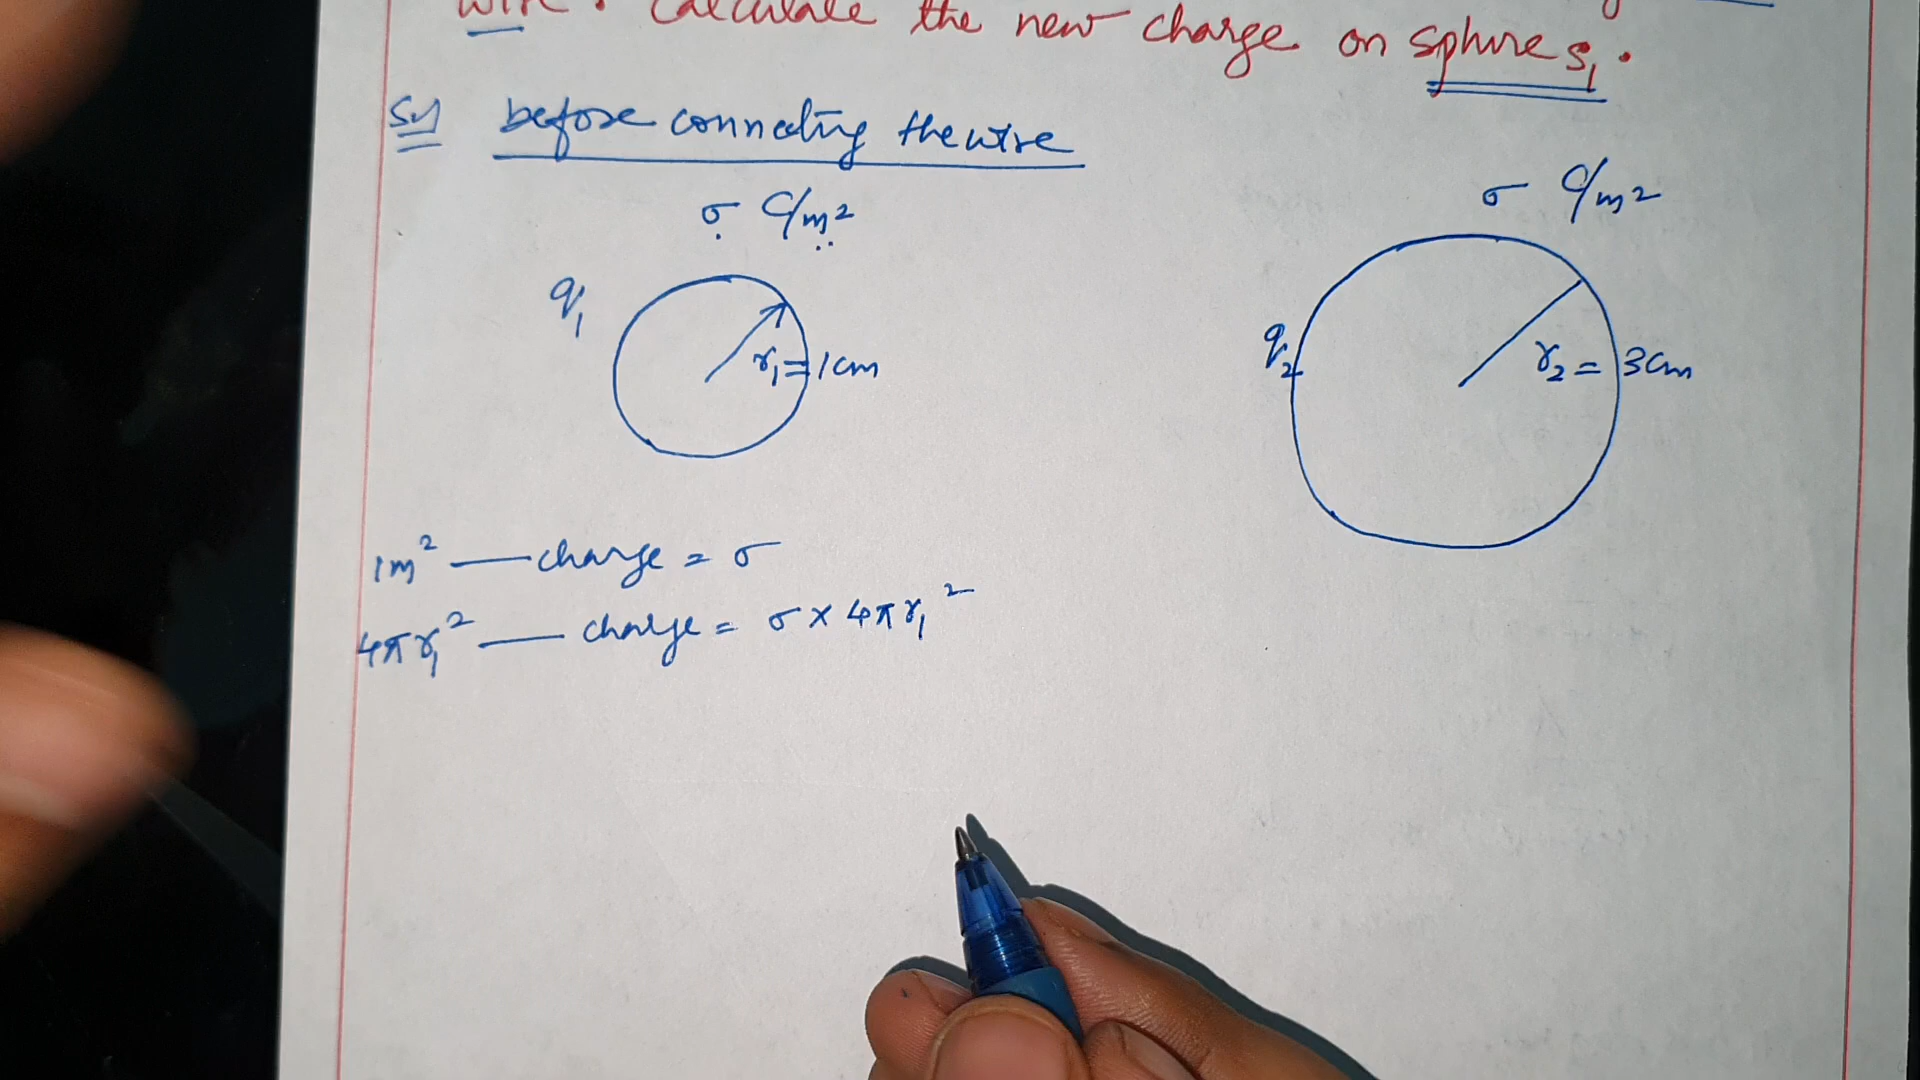 wire. Calculate the new charge on sphere S₁.
Sol before connecting the wire
σ C/m²
σ C/m²
q₁
r₁ = 1cm
q₂
r₂ = 3cm
1m² — charge = σ
4πr₁² — charge = σ × 4πr₁²